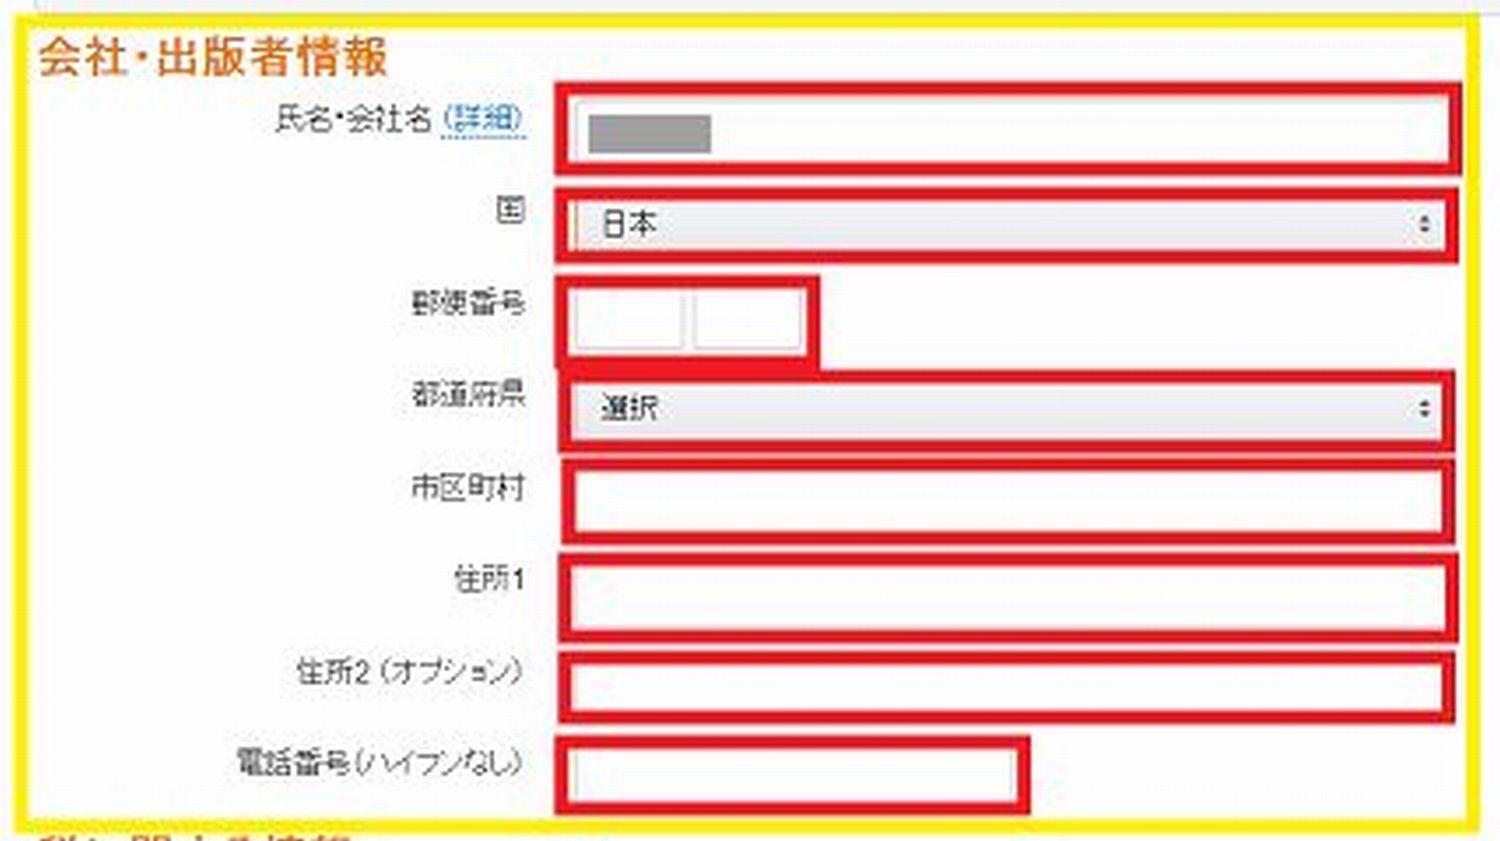 会社・出版者情報
氏名・会社名 (詳細)
国
日本
郵便番号
都道府県
選択
市区町村
住所1
住所2 (オプション)
電話番号(ハイフンなし)